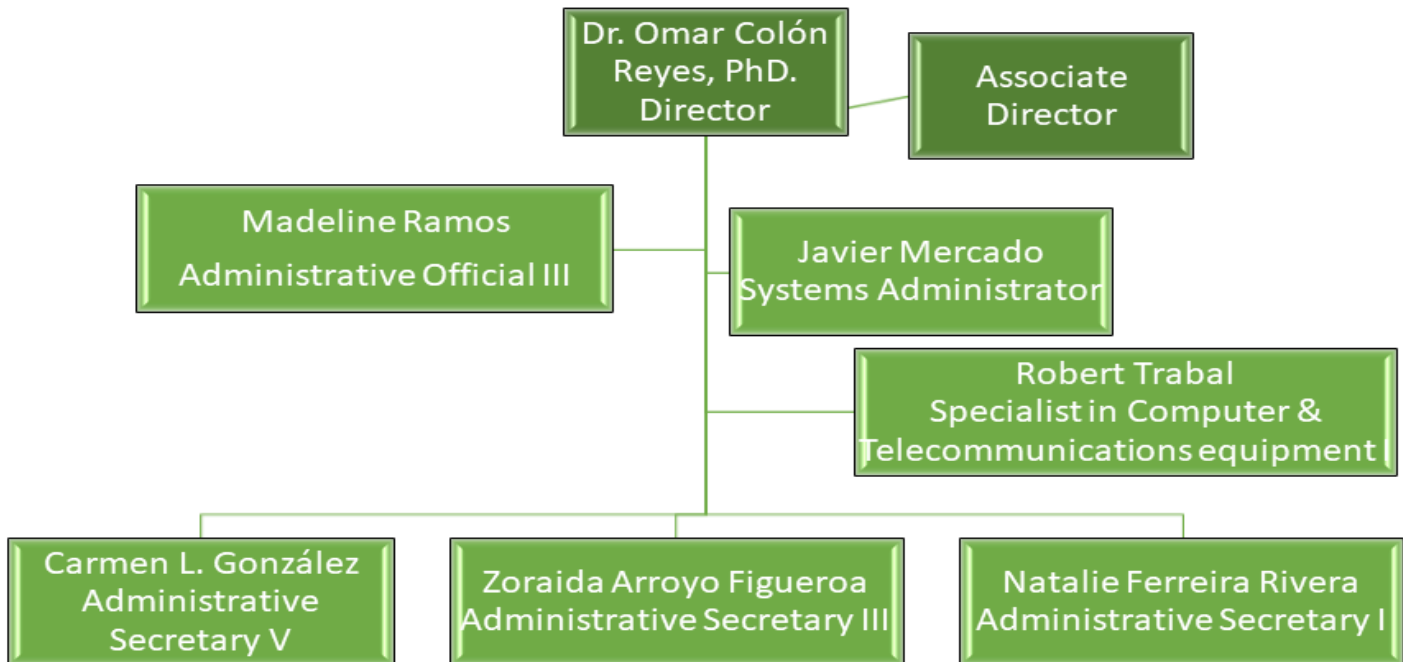 Dr. Omar Colón
Reyes, PhD.
Director
Associate
Director
Madeline Ramos
Administrative Official III
Javier Mercado
Systems Administrator
Robert Trabal
Specialist in Computer &
Telecommunications equipment I
Carmen L. González
Administrative
Secretary V
Zoraida Arroyo Figueroa
Administrative Secretary III
Natalie Ferreira Rivera
Administrative Secretary I